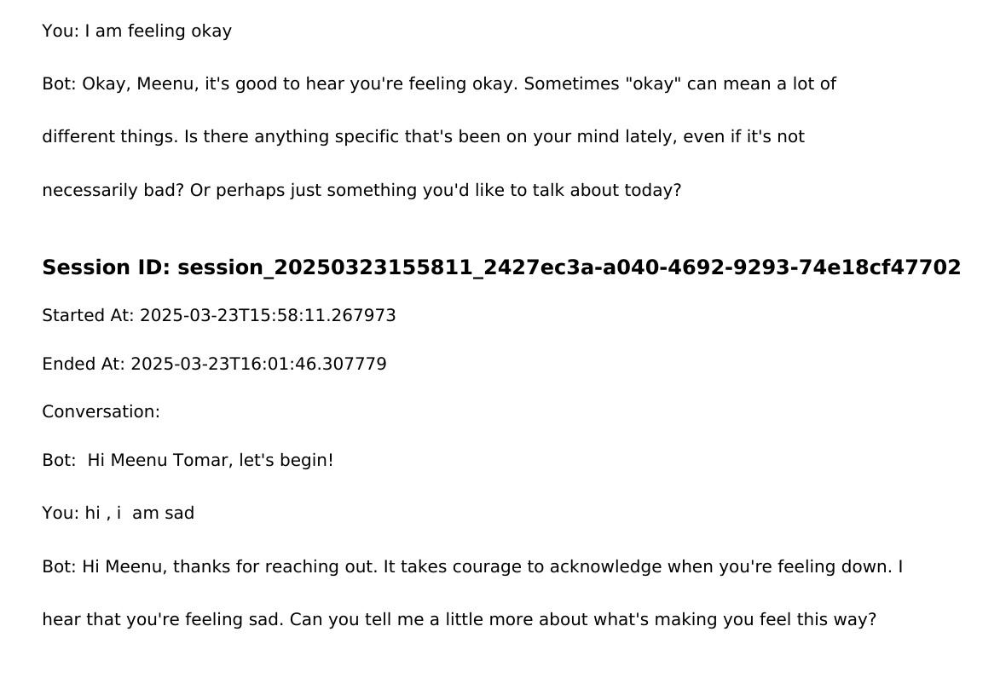 You: I am feeling okay
Bot: Okay, Meenu, it's good to hear you're feeling okay. Sometimes "okay" can mean a lot of
different things. Is there anything specific that's been on your mind lately, even if it's not
necessarily bad? Or perhaps just something you'd like to talk about today?
Session ID: session_20250323155811_2427ec3a-a040-4692-9293-74e18cf47702
Started At: 2025-03-23T15:58:11.267973
Ended At: 2025-03-23T16:01:46.307779
Conversation:
Bot:  Hi Meenu Tomar, let's begin!
You: hi , i  am sad
Bot: Hi Meenu, thanks for reaching out. It takes courage to acknowledge when you're feeling down. I
hear that you're feeling sad. Can you tell me a little more about what's making you feel this way?